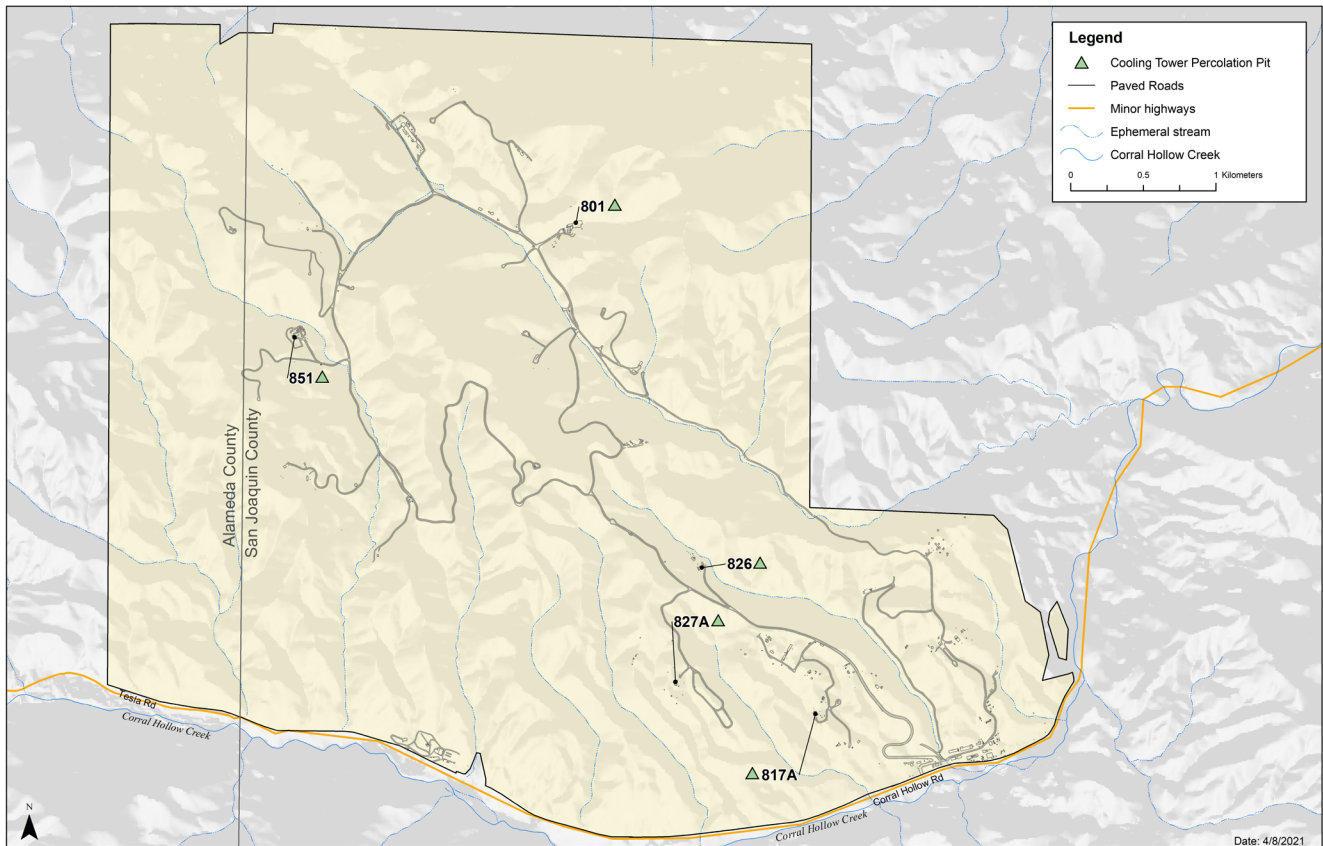 Legend
Cooling Tower Percolation Pit
Paved Roads
Minor highways
Ephemeral stream
Corral Hollow Creek
0 0.5 1 Kilometers
801
851
Alameda County
San Joaquin County
826
827A
817A
Tesla Rd
Corral Hollow Creek
Corral Hollow Rd
Corral Hollow Creek
N
Date: 4/8/2021